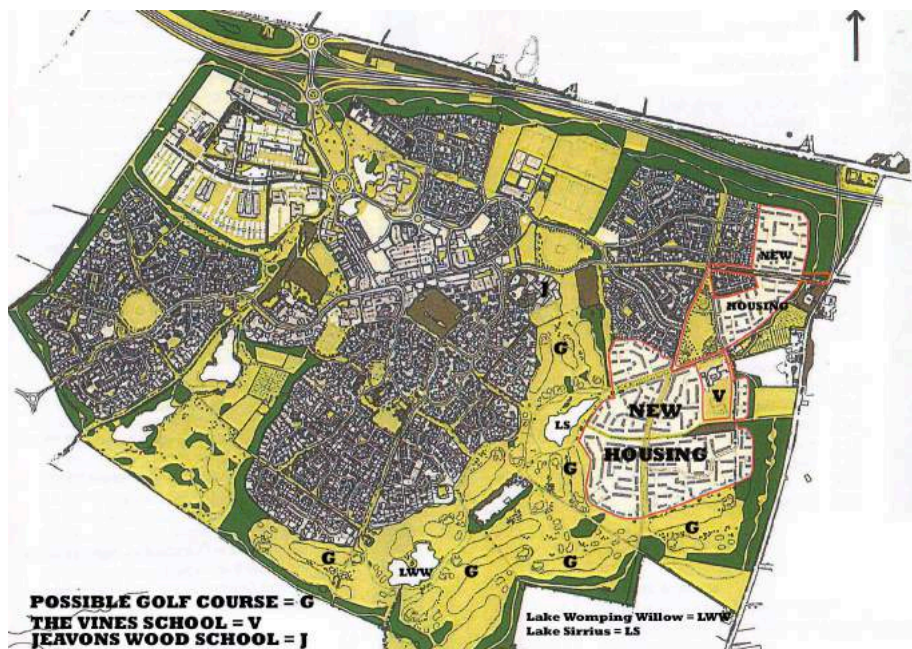 NEW
HOUSING
J
G
V
NEW
LS
HOUSING
G
G
G
LWW
G
G
POSSIBLE GOLF COURSE = G
THE VINES SCHOOL = V
JEAVONS WOOD SCHOOL = J
Lake Womping Willow = LWW
Lake Sirrius = LS